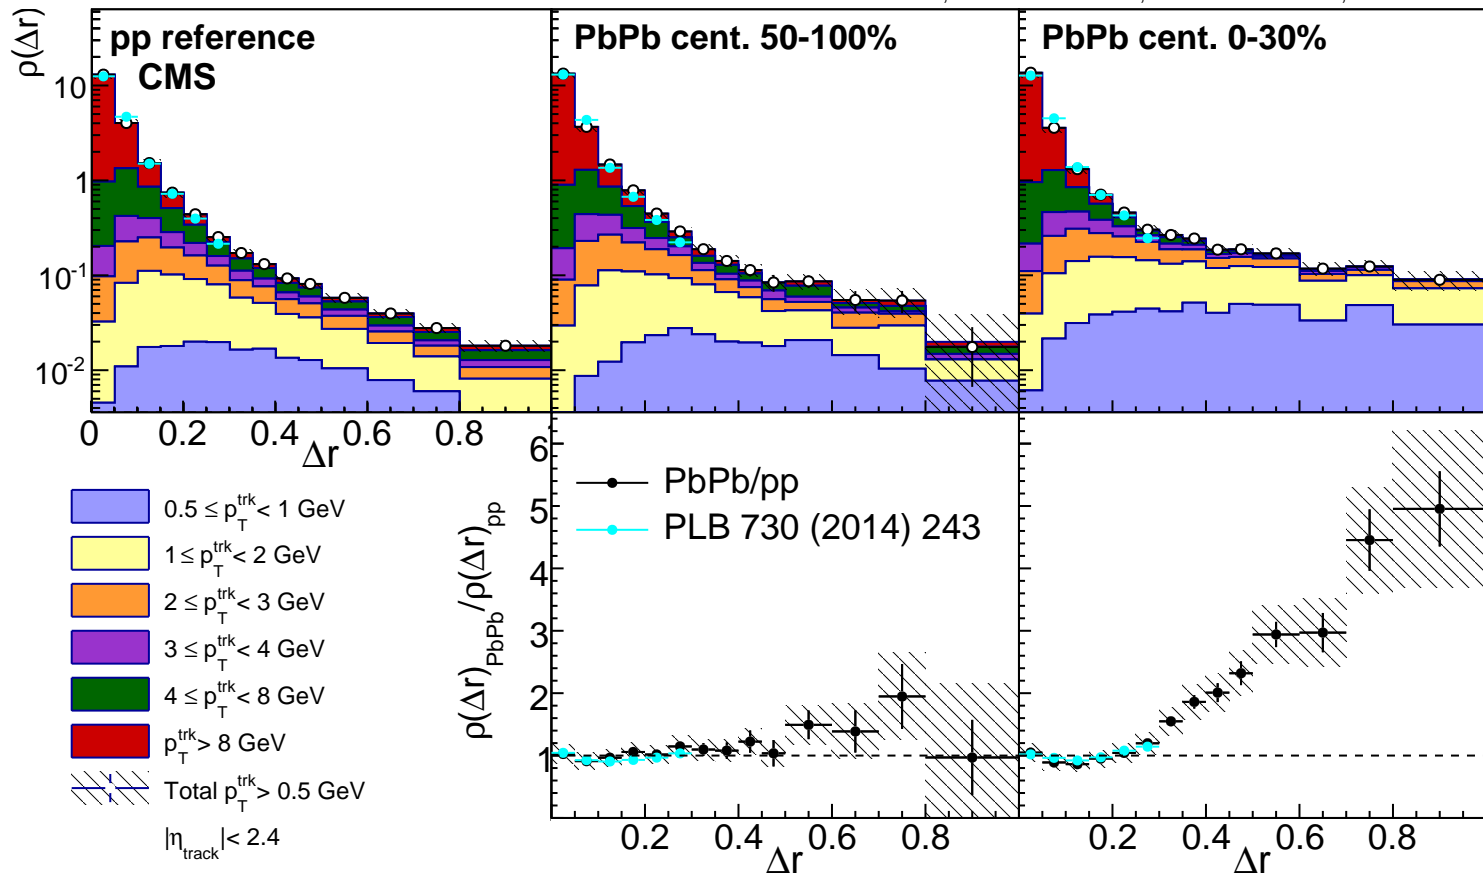 pp reference
CMS
PbPb cent. 50-100%
PbPb cent. 0-30%
ρ(Δr)
10
1
10^-1
10^-2
0 0.2 0.4 0.6 0.8
Δr
0.5 ≤ p_T^trk < 1 GeV
1 ≤ p_T^trk < 2 GeV
2 ≤ p_T^trk < 3 GeV
3 ≤ p_T^trk < 4 GeV
4 ≤ p_T^trk < 8 GeV
p_T^trk > 8 GeV
Total p_T^trk > 0.5 GeV
|η_track| < 2.4
ρ(Δr)_PbPb/ρ(Δr)_pp
6
5
4
3
2
1
PbPb/pp
PLB 730 (2014) 243
0.2 0.4 0.6 0.8
Δr
0.2 0.4 0.6 0.8
Δr